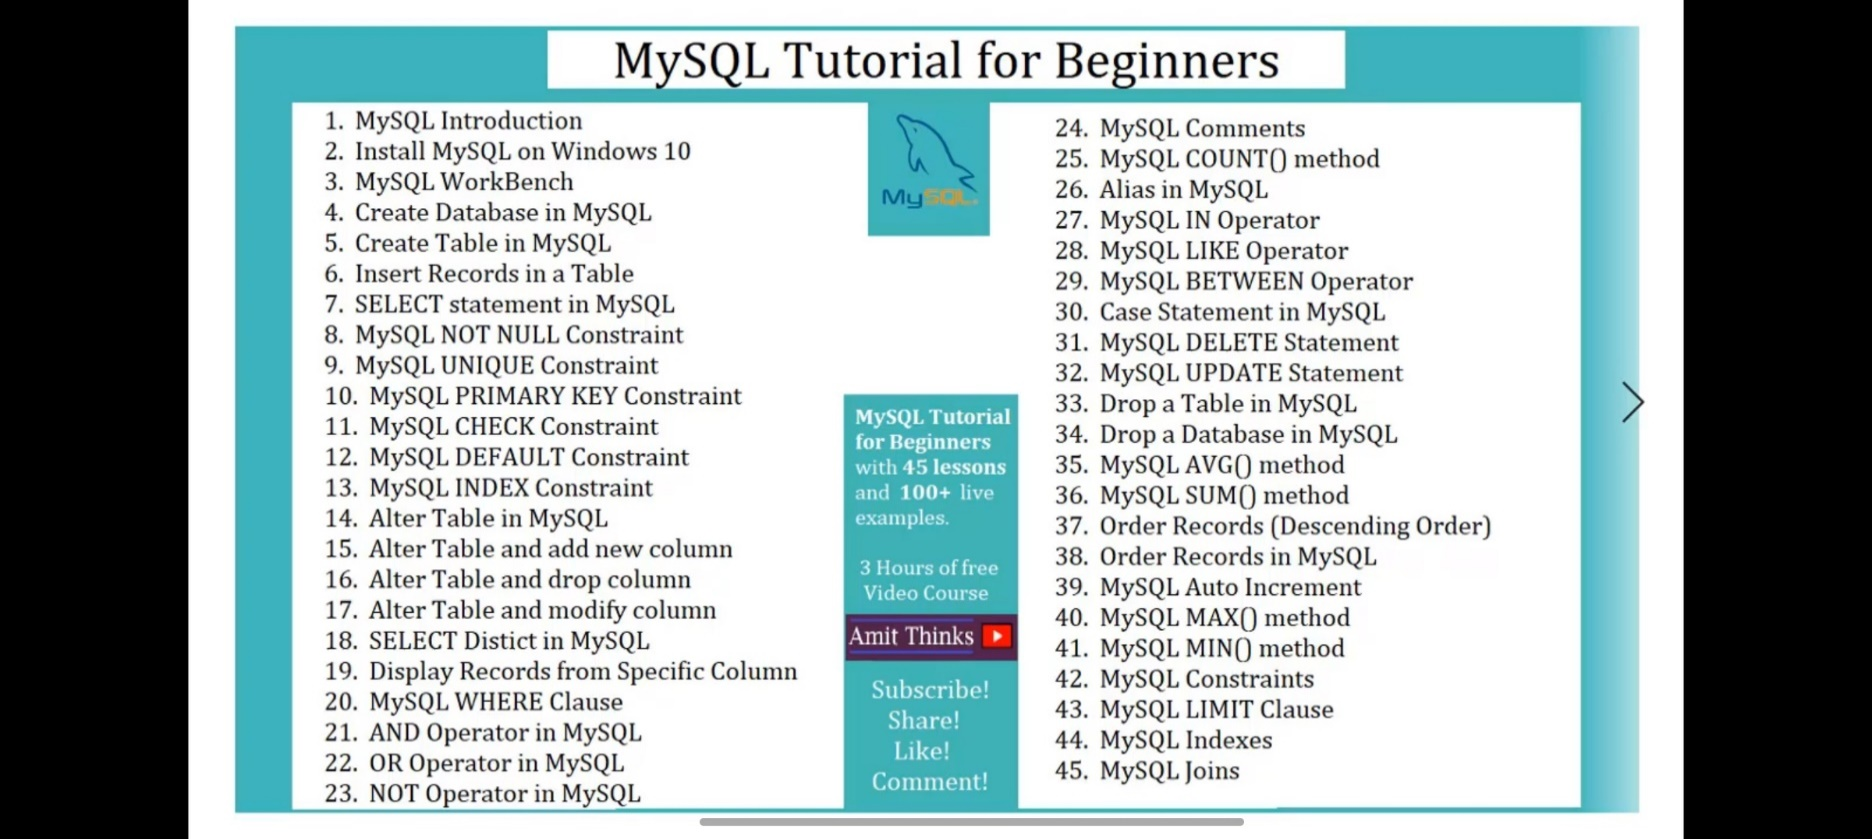 MySQL Tutorial for Beginners
1. MySQL Introduction
2. Install MySQL on Windows 10
3. MySQL WorkBench
4. Create Database in MySQL
5. Create Table in MySQL
6. Insert Records in a Table
7. SELECT statement in MySQL
8. MySQL NOT NULL Constraint
9. MySQL UNIQUE Constraint
10. MySQL PRIMARY KEY Constraint
11. MySQL CHECK Constraint
12. MySQL DEFAULT Constraint
13. MySQL INDEX Constraint
14. Alter Table in MySQL
15. Alter Table and add new column
16. Alter Table and drop column
17. Alter Table and modify column
18. SELECT Distict in MySQL
19. Display Records from Specific Column
20. MySQL WHERE Clause
21. AND Operator in MySQL
22. OR Operator in MySQL
23. NOT Operator in MySQL
MySQL
MySQL Tutorial
for Beginners
with 45 lessons
and 100+ live
examples.
3 Hours of free
Video Course
Amit Thinks
Subscribe!
Share!
Like!
Comment!
24. MySQL Comments
25. MySQL COUNT() method
26. Alias in MySQL
27. MySQL IN Operator
28. MySQL LIKE Operator
29. MySQL BETWEEN Operator
30. Case Statement in MySQL
31. MySQL DELETE Statement
32. MySQL UPDATE Statement
33. Drop a Table in MySQL
34. Drop a Database in MySQL
35. MySQL AVG() method
36. MySQL SUM() method
37. Order Records (Descending Order)
38. Order Records in MySQL
39. MySQL Auto Increment
40. MySQL MAX() method
41. MySQL MIN() method
42. MySQL Constraints
43. MySQL LIMIT Clause
44. MySQL Indexes
45. MySQL Joins